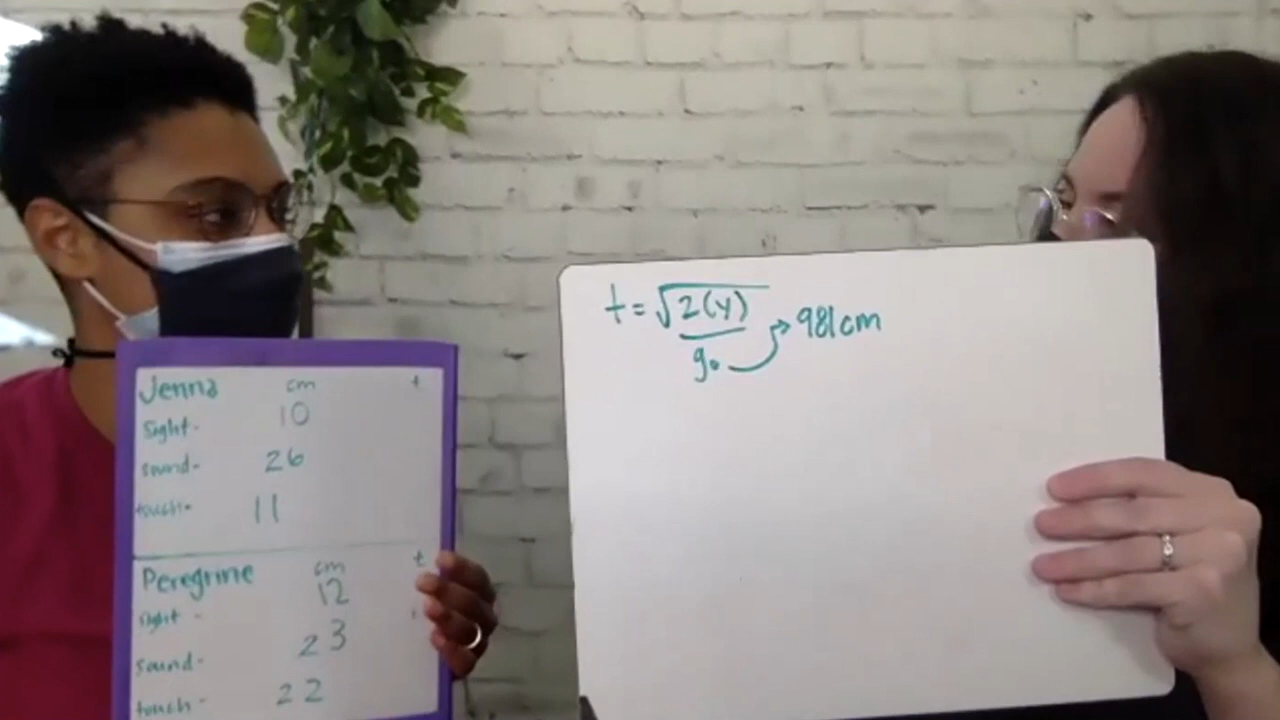 Jenna cm t
sight- 10
sound- 26
touch- 11
Peregrine cm t
sight - 12
sound- 23
touch - 22
t = √2(y)
g₀ → 981cm